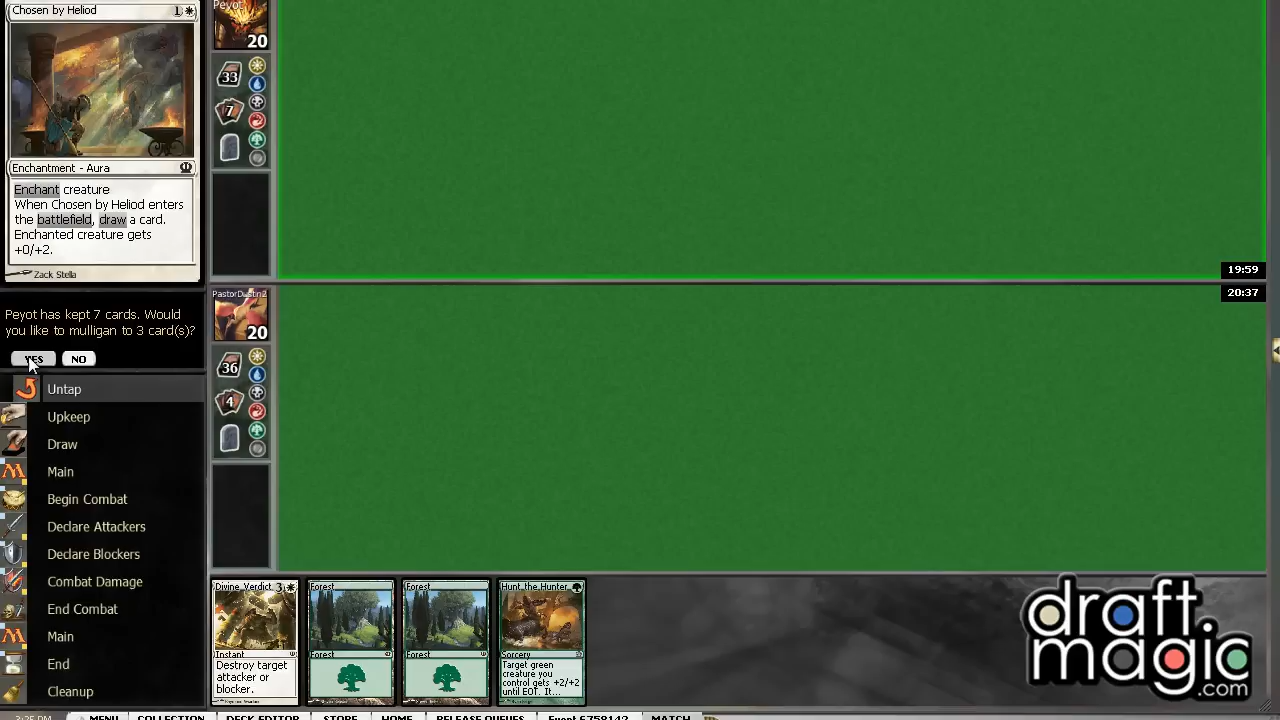 Chosen by Heliod 1
Enchantment - Aura
Enchant creature
When Chosen by Heliod enters
the battlefield, draw a card.
Enchanted creature gets
+0/+2.
Zack Stella
Peyot has kept 7 cards. Would
you like to mulligan to 3 card(s)?
YES NO
Untap
Upkeep
Draw
Main
Begin Combat
Declare Attackers
Declare Blockers
Combat Damage
End Combat
Main
End
Cleanup
Peyot
20
33
7
19:59
20:37
PastorDustin2
20
36
4
Divine Verdict 3
Instant
Destroy target
attacker or
blocker.
Forest
Forest
Forest
Forest
Hunt the Hunter
Sorcery
Target green
creature you
control gets +2/+2
until EOT. It...
draft
magic
.com
3:25 PM MENU COLLECTION DECK EDITOR STORE HOME RELEASE QUEUES Event 6758142 MATCH